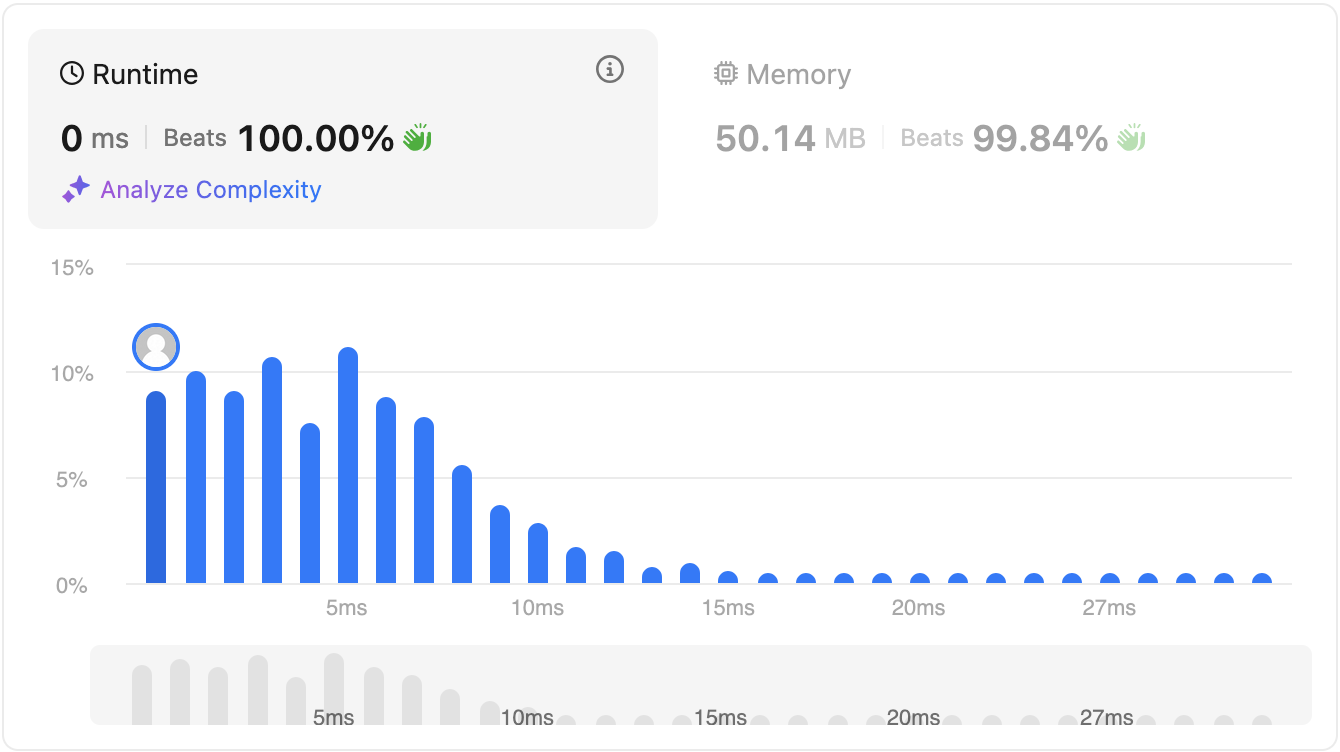 Runtime
0 ms | Beats 100.00%
Analyze Complexity
Memory
50.14 MB | Beats 99.84%
15%
10%
5%
0%
5ms 10ms 15ms 20ms 27ms
5ms 10ms 15ms 20ms 27ms